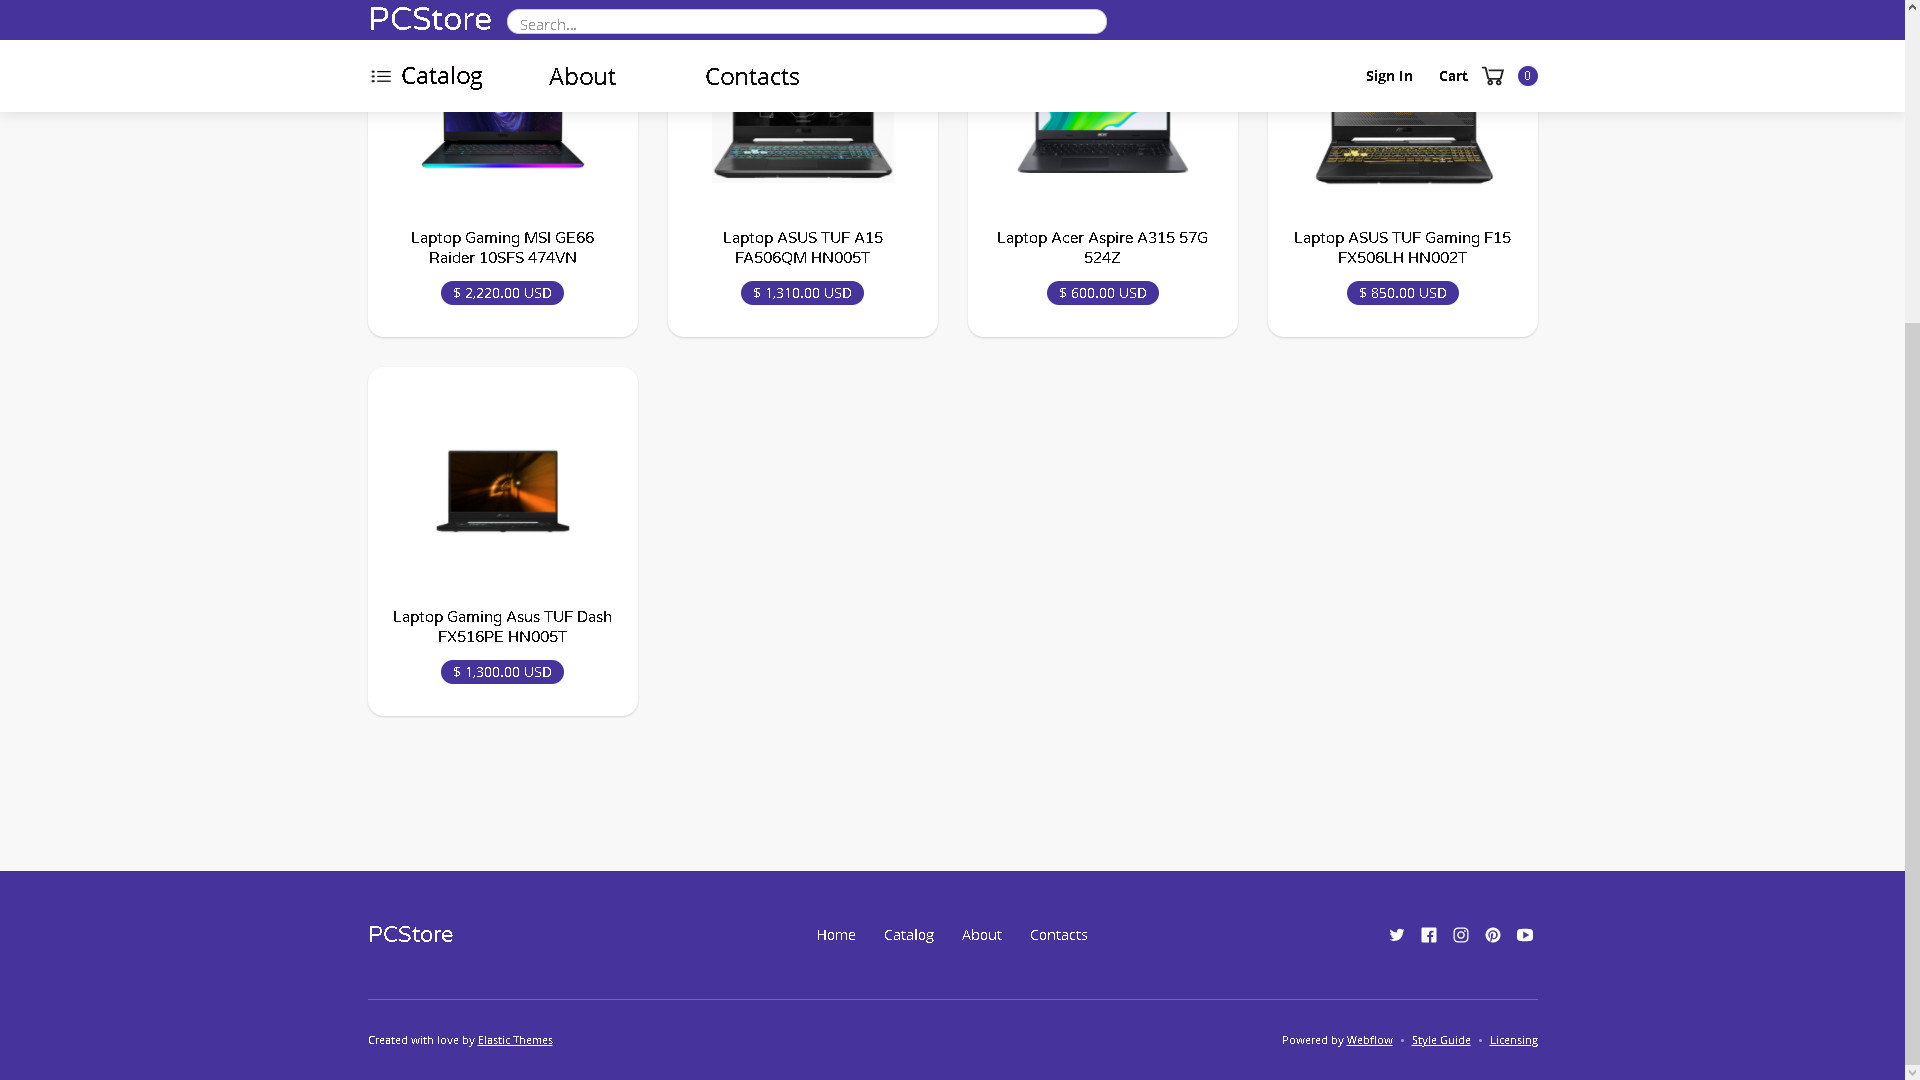 PCStore
Search...
Catalog
About
Contacts
Sign In
Cart
0
Laptop Gaming MSI GE66
Raider 10SFS 474VN
$ 2,220.00 USD
Laptop ASUS TUF A15
FA506QM HN005T
$ 1,310.00 USD
Laptop Acer Aspire A315 57G
524Z
$ 600.00 USD
Laptop ASUS TUF Gaming F15
FX506LH HN002T
$ 850.00 USD
Laptop Gaming Asus TUF Dash
FX516PE HN005T
$ 1,300.00 USD
PCStore
Home
Catalog
About
Contacts
Created with love by Elastic Themes
Powered by Webflow • Style Guide • Licensing